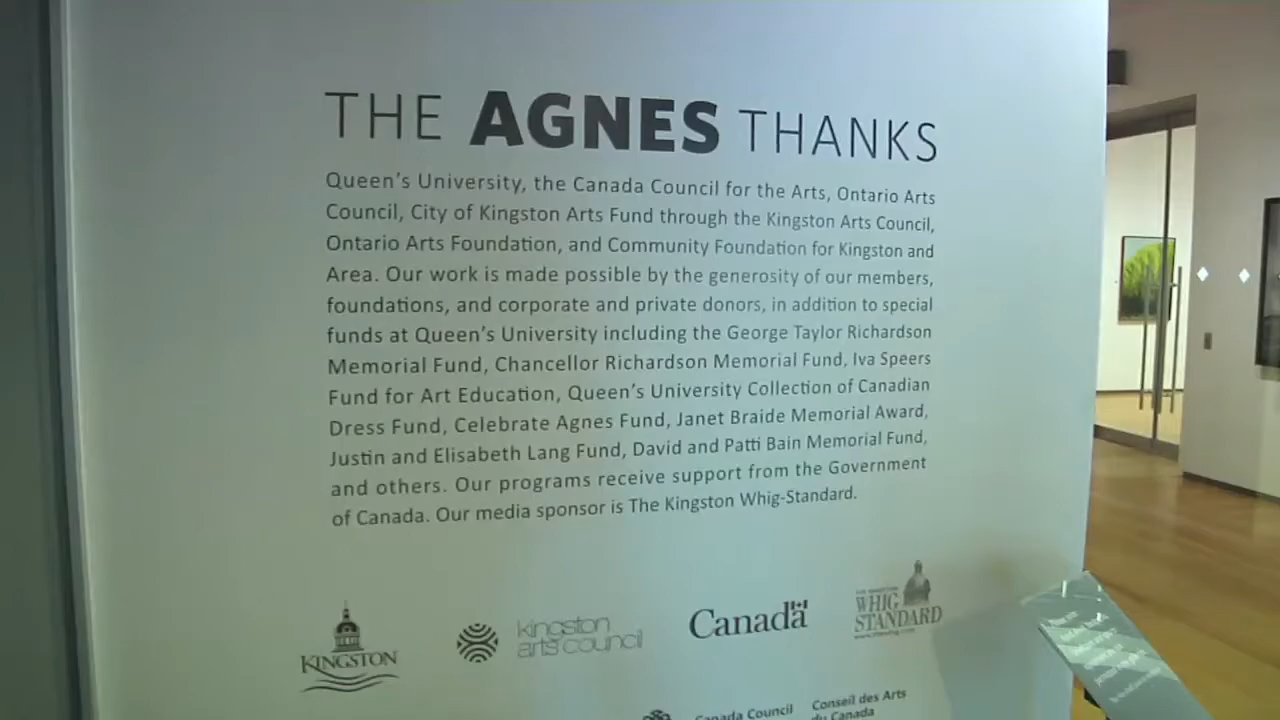 THE AGNES THANKS
Queen's University, the Canada Council for the Arts, Ontario Arts
Council, City of Kingston Arts Fund through the Kingston Arts Council,
Ontario Arts Foundation, and Community Foundation for Kingston and
Area. Our work is made possible by the generosity of our members,
foundations, and corporate and private donors, in addition to special
funds at Queen's University including the George Taylor Richardson
Memorial Fund, Chancellor Richardson Memorial Fund, Iva Speers
Fund for Art Education, Queen's University Collection of Canadian
Dress Fund, Celebrate Agnes Fund, Janet Braide Memorial Award,
Justin and Elisabeth Lang Fund, David and Patti Bain Memorial Fund,
and others. Our programs receive support from the Government
of Canada. Our media sponsor is The Kingston Whig-Standard.
KINGSTON
kingston
arts council
Canada
WHIG
STANDARD
Canada Council
Conseil des Arts
du Canada